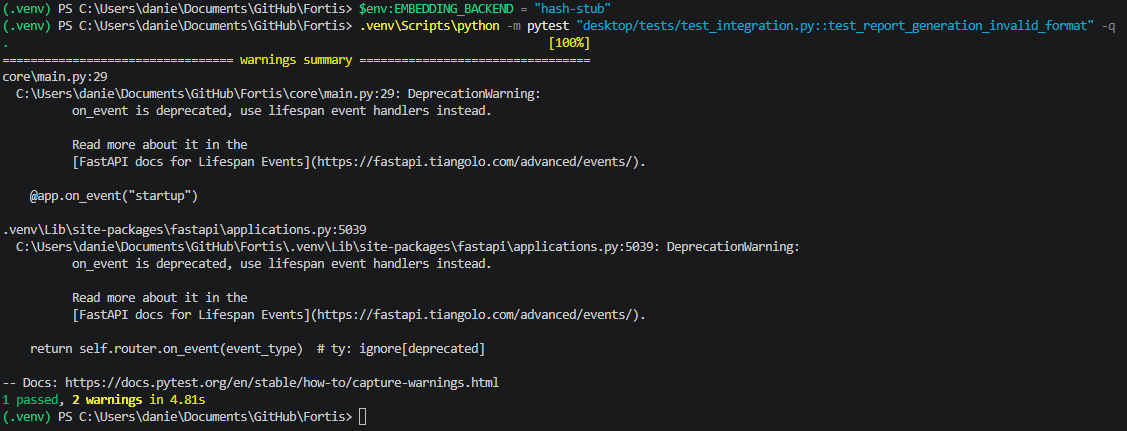 (.venv) PS C:\Users\danie\Documents\GitHub\Fortis> $env:EMBEDDING_BACKEND = "hash-stub"
(.venv) PS C:\Users\danie\Documents\GitHub\Fortis> .venv\Scripts\python -m pytest "desktop/tests/test_integration.py::test_report_generation_invalid_format" -q
. [100%]
=============================== warnings summary ===============================
core\main.py:29
  C:\Users\danie\Documents\GitHub\Fortis\core\main.py:29: DeprecationWarning:
          on_event is deprecated, use lifespan event handlers instead.

          Read more about it in the
          [FastAPI docs for Lifespan Events](https://fastapi.tiangolo.com/advanced/events/).

    @app.on_event("startup")

.venv\Lib\site-packages\fastapi\applications.py:5039
  C:\Users\danie\Documents\GitHub\Fortis\.venv\Lib\site-packages\fastapi\applications.py:5039: DeprecationWarning:
          on_event is deprecated, use lifespan event handlers instead.

          Read more about it in the
          [FastAPI docs for Lifespan Events](https://fastapi.tiangolo.com/advanced/events/).

    return self.router.on_event(event_type)  # ty: ignore[deprecated]

-- Docs: https://docs.pytest.org/en/stable/how-to/capture-warnings.html
1 passed, 2 warnings in 4.81s
(.venv) PS C:\Users\danie\Documents\GitHub\Fortis>